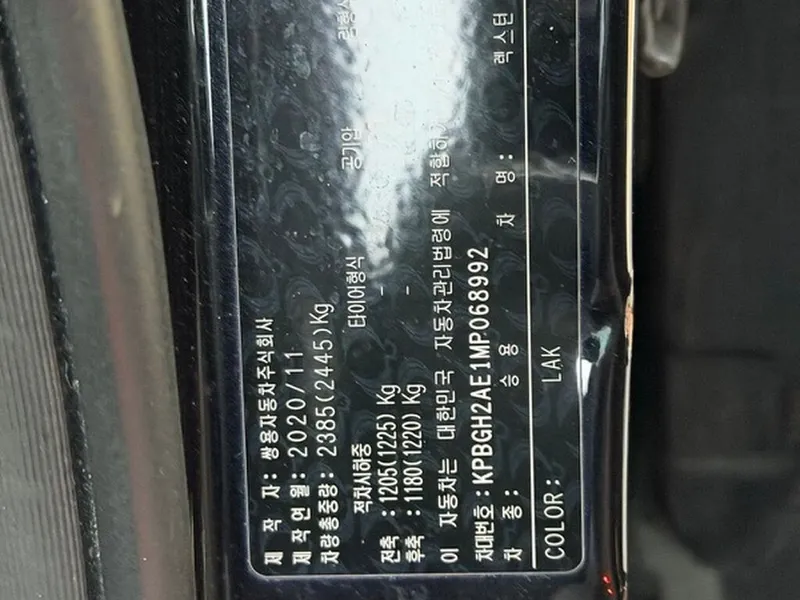 제 작 자: 쌍용자동차주식회사
제작연월: 2020/11
차량총중량: 2385(2445)Kg
적차시하중 타이어형식 공기압
전축 :1205(1225) Kg -
후축 :1180(1220) Kg -
이 자동차는 대한민국 자동차관리법령에 적합하
차대번호:KPBGH2AE1MP068992
차 종: 승 용 차 명: 렉스턴
COLOR: LAK